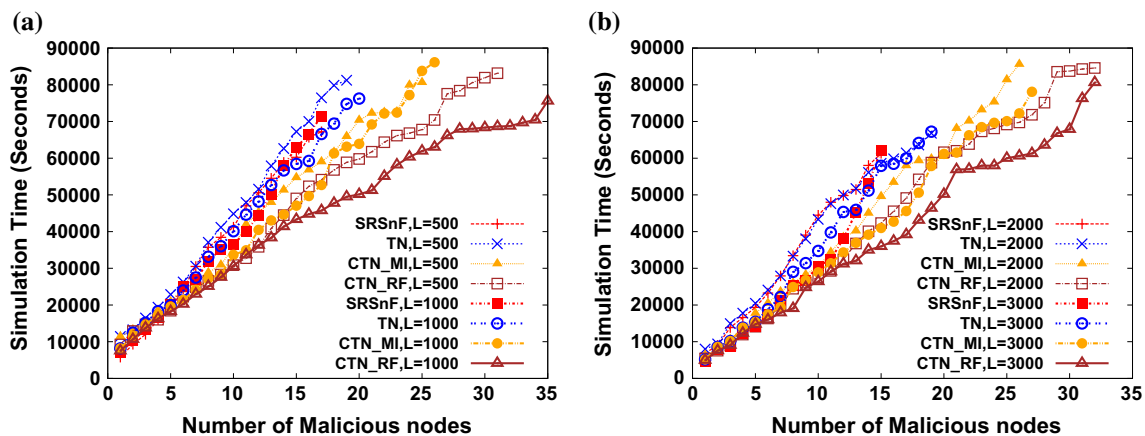 (a)
90000
80000
70000
60000
50000
40000
30000
20000
10000
0
Simulation Time (Seconds)
SRSnF,L=500
TN,L=500
CTN_MI,L=500
CTN_RF,L=500
SRSnF,L=1000
TN,L=1000
CTN_MI,L=1000
CTN_RF,L=1000
0 5 10 15 20 25 30 35
Number of Malicious nodes
(b)
90000
80000
70000
60000
50000
40000
30000
20000
10000
0
Simulation Time (Seconds)
SRSnF,L=2000
TN,L=2000
CTN_MI,L=2000
CTN_RF,L=2000
SRSnF,L=3000
TN,L=3000
CTN_MI,L=3000
CTN_RF,L=3000
0 5 10 15 20 25 30 35
Number of Malicious nodes